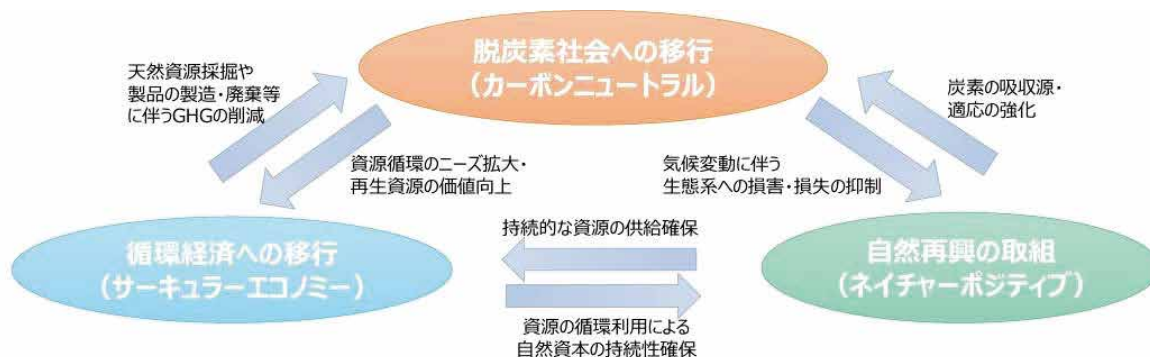 脱炭素社会への移行
(カーボンニュートラル)
天然資源採掘や
製品の製造・廃棄等
に伴うGHGの削減
炭素の吸収源・
適応の強化
資源循環のニーズ拡大・
再生資源の価値向上
気候変動に伴う
生態系への損害・損失の抑制
持続的な資源の供給確保
循環経済への移行
(サーキュラーエコノミー)
自然再興の取組
(ネイチャーポジティブ)
資源の循環利用による
自然資本の持続性確保